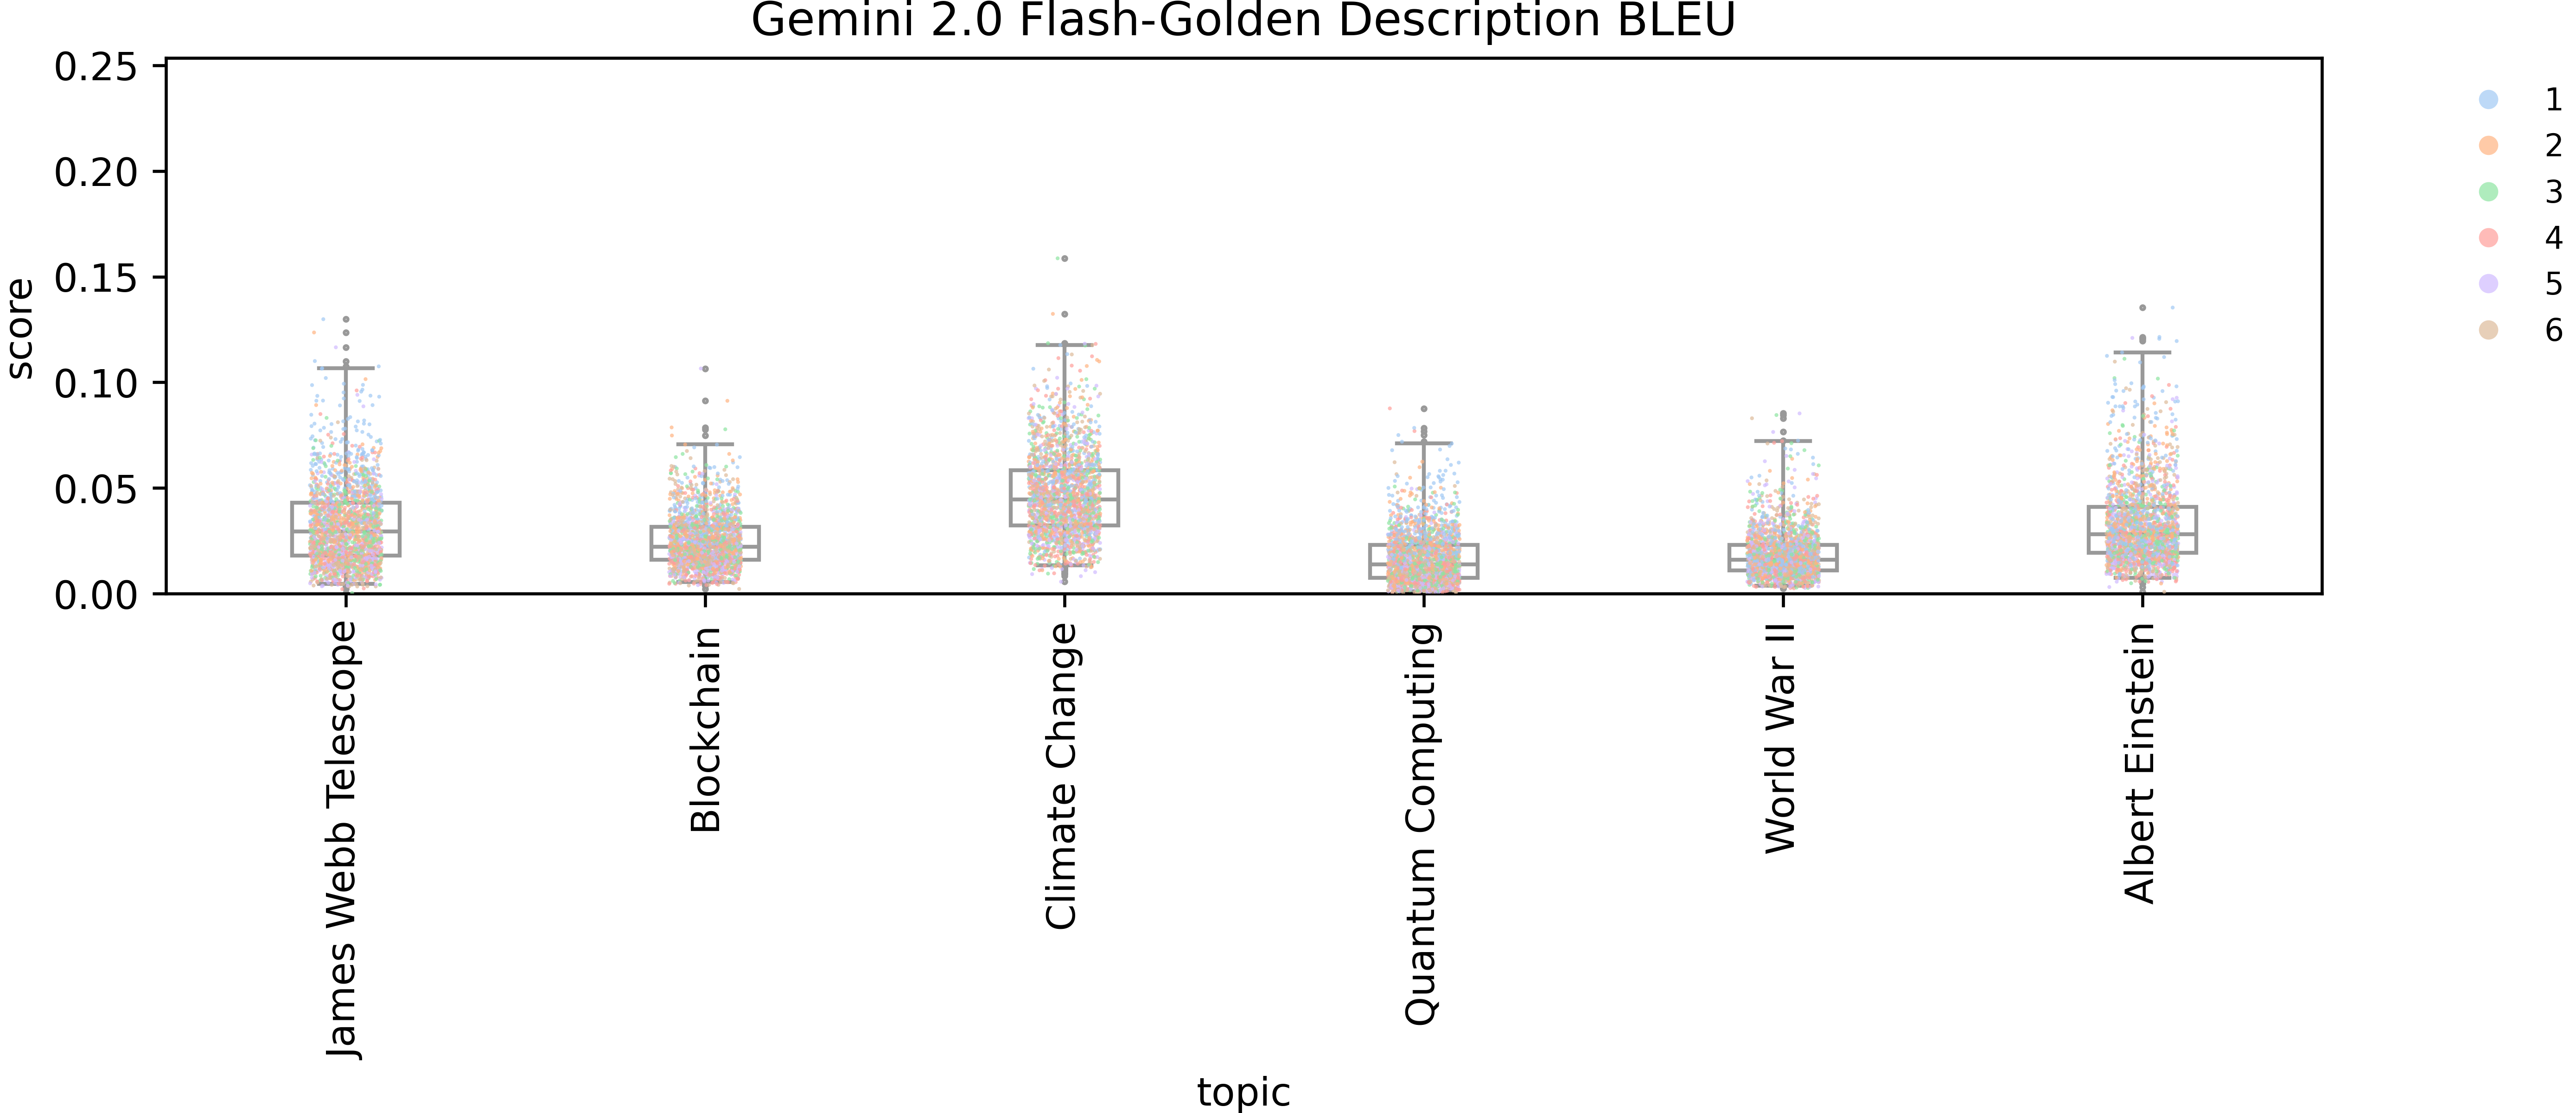 Gemini 2.0 Flash-Golden Description BLEU
score
0.25
0.20
0.15
0.10
0.05
0.00
1
2
3
4
5
6
James Webb Telescope
Blockchain
Climate Change
Quantum Computing
World War II
Albert Einstein
topic